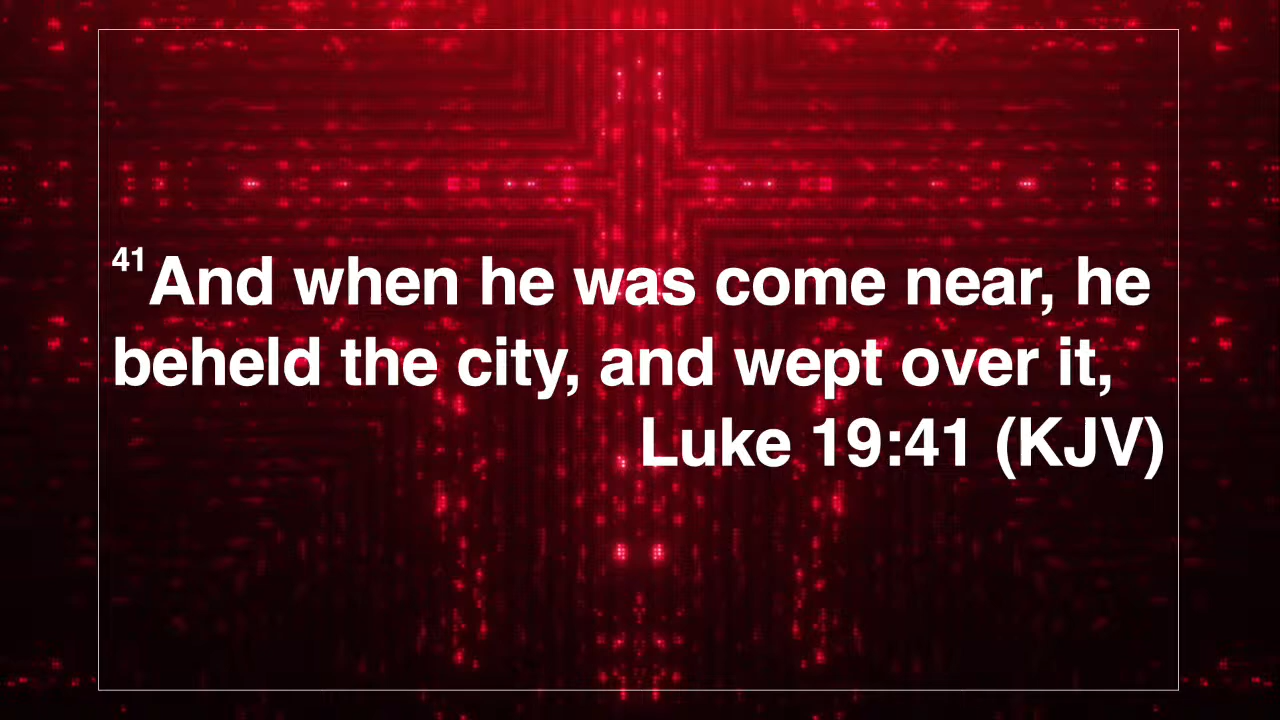 41And when he was come near, he
beheld the city, and wept over it,
Luke 19:41 (KJV)